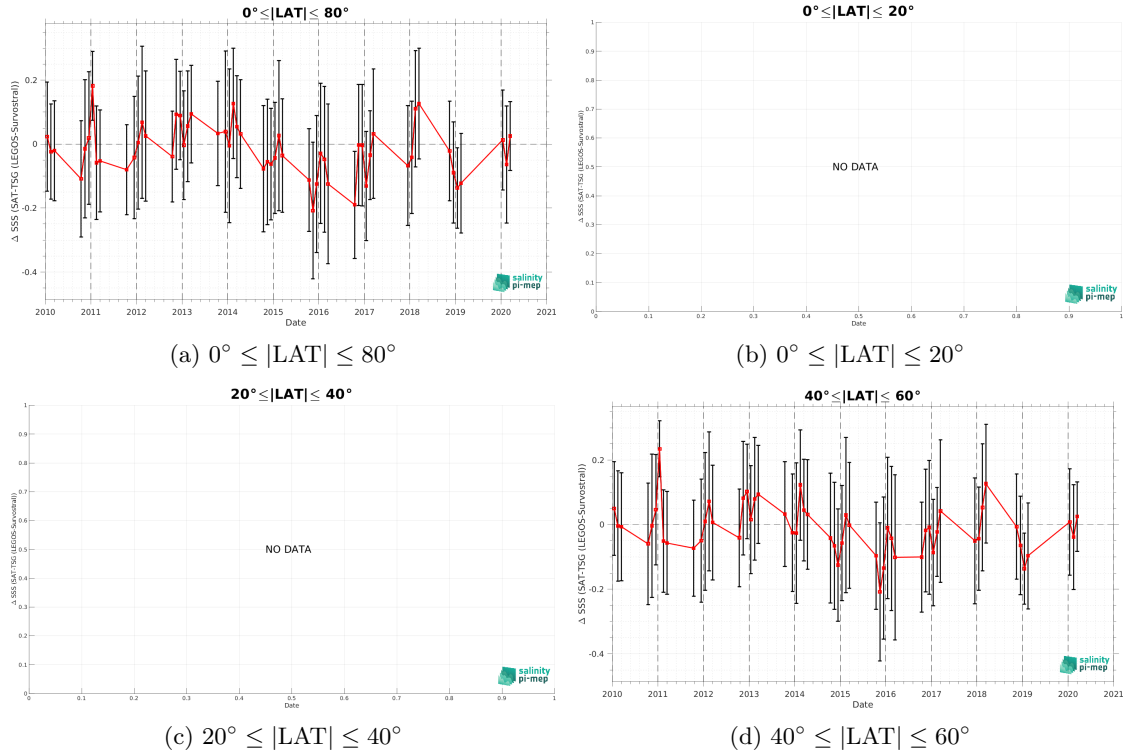 0°≤|LAT|≤ 80°
Δ SSS (SAT-TSG (LEGOS-Survostral))
0.2
0
-0.2
-0.4
2010 2011 2012 2013 2014 2015 2016 2017 2018 2019 2020 2021
Date
salinity
pi-mep
(a) 0° ≤ |LAT| ≤ 80°
0°≤|LAT|≤ 20°
Δ SSS (SAT-TSG (LEGOS-Survostral))
1
0.9
0.8
0.7
0.6
0.5
0.4
0.3
0.2
0.1
0
NO DATA
0 0.1 0.2 0.3 0.4 0.5 0.6 0.7 0.8 0.9 1
Date
salinity
pi-mep
(b) 0° ≤ |LAT| ≤ 20°
20°≤|LAT|≤ 40°
Δ SSS (SAT-TSG (LEGOS-Survostral))
1
0.9
0.8
0.7
0.6
0.5
0.4
0.3
0.2
0.1
0
NO DATA
0 0.1 0.2 0.3 0.4 0.5 0.6 0.7 0.8 0.9 1
Date
salinity
pi-mep
(c) 20° ≤ |LAT| ≤ 40°
40°≤|LAT|≤ 60°
Δ SSS (SAT-TSG (LEGOS-Survostral))
0.2
0
-0.2
-0.4
2010 2011 2012 2013 2014 2015 2016 2017 2018 2019 2020 2021
Date
salinity
pi-mep
(d) 40° ≤ |LAT| ≤ 60°